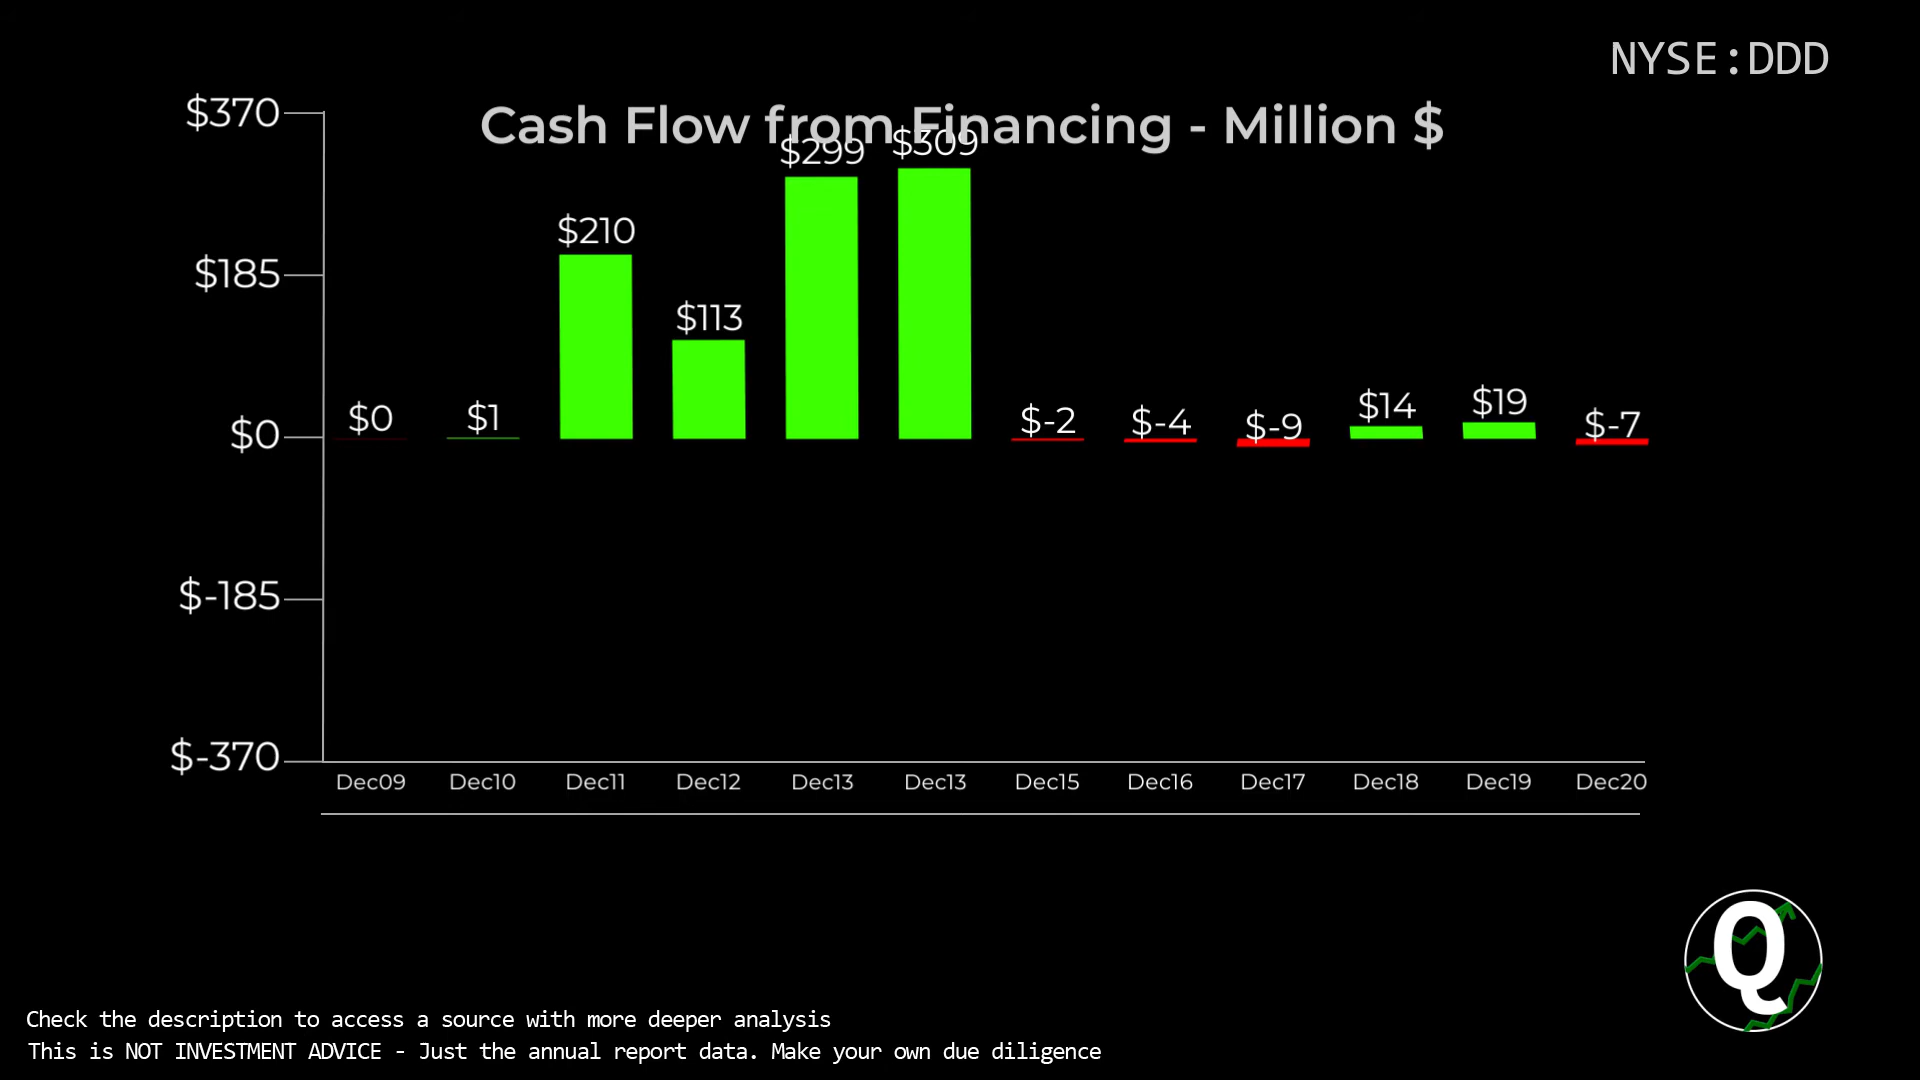 NYSE:DDD
Cash Flow from Financing - Million $
$370
$185
$0
$-185
$-370
$0
$1
$210
$113
$299
$309
$-2
$-4
$-9
$14
$19
$-7
Dec09 Dec10 Dec11 Dec12 Dec13 Dec13 Dec15 Dec16 Dec17 Dec18 Dec19 Dec20
Q
Check the description to access a source with more deeper analysis
This is NOT INVESTMENT ADVICE - Just the annual report data. Make your own due diligence